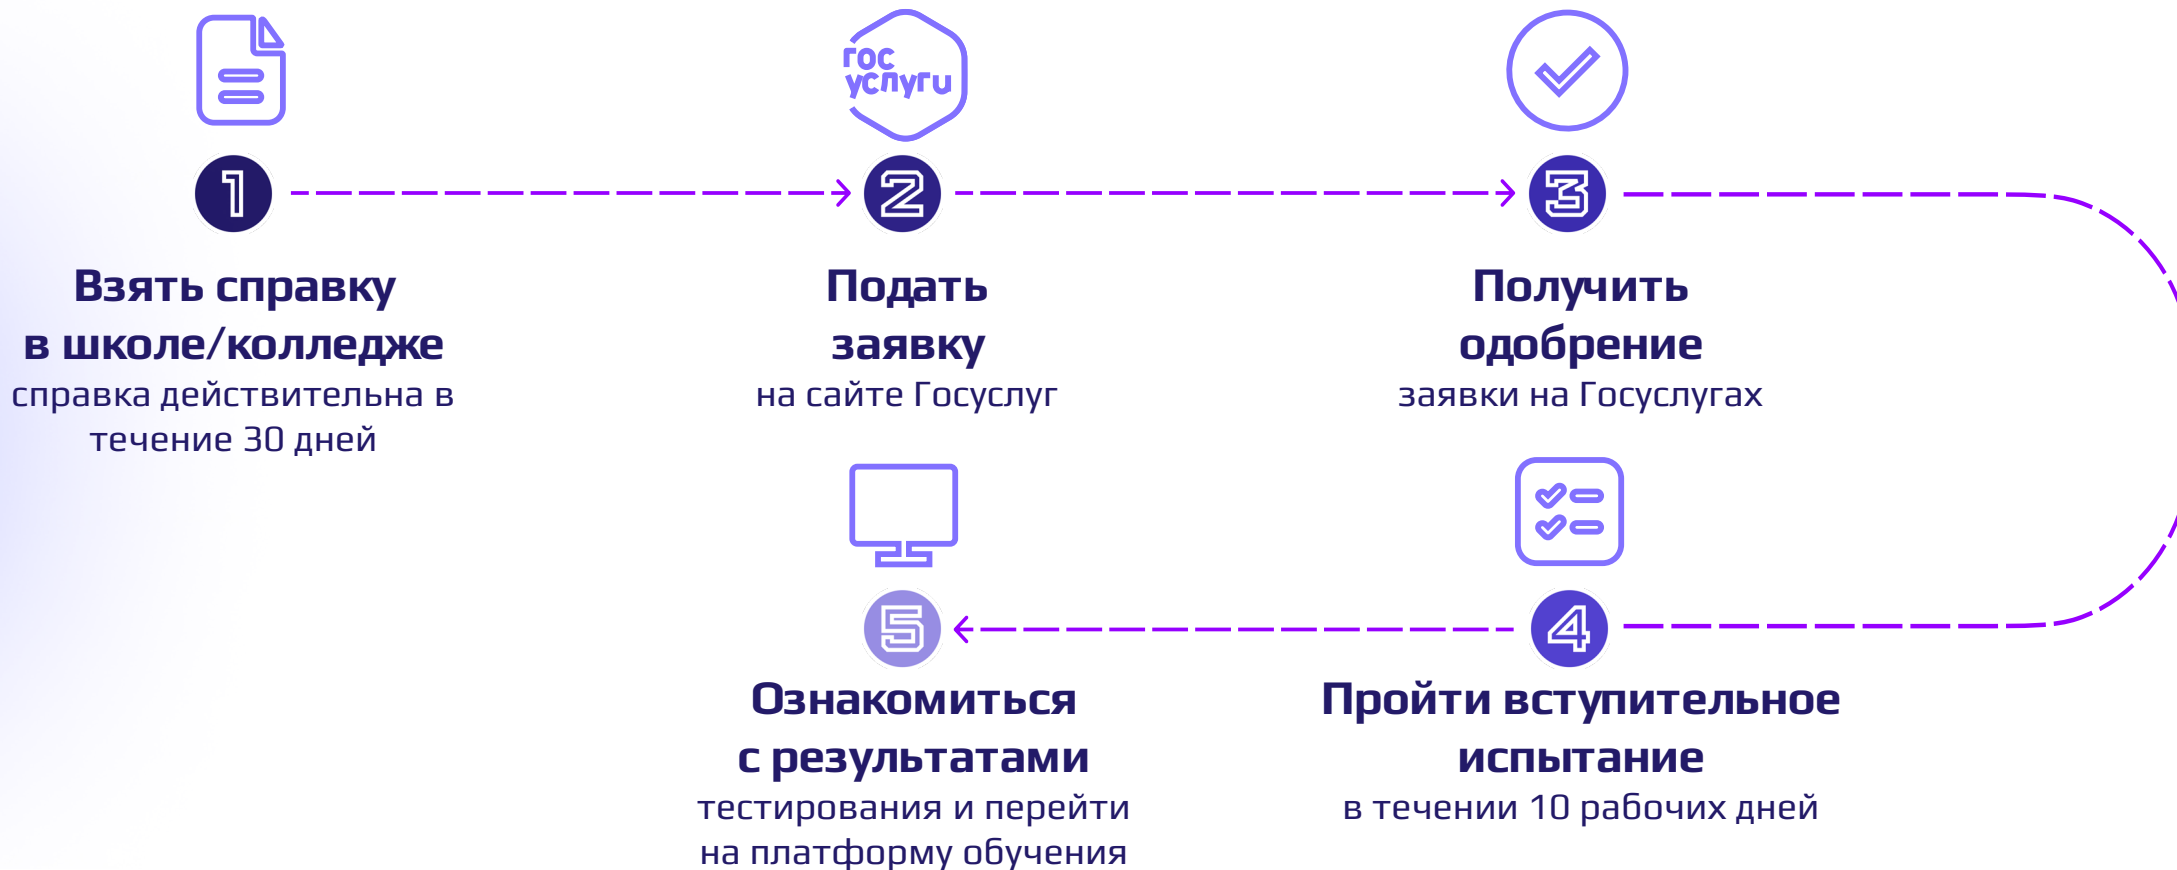 гос
услуги
1
2
3
Взять справку
в школе/колледже
справка действительна в
течение 30 дней
Подать
заявку
на сайте Госуслуг
Получить
одобрение
заявки на Госуслугах
5
4
Ознакомиться
с результатами
тестирования и перейти
на платформу обучения
Пройти вступительное
испытание
в течении 10 рабочих дней